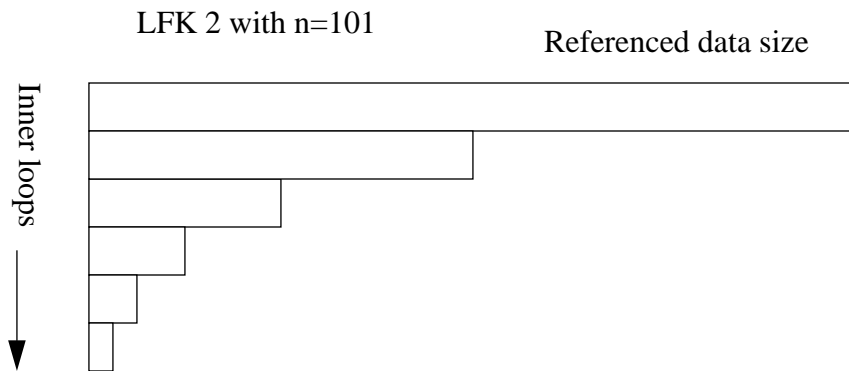 LFK 2 with n=101
Referenced data size
Inner loops